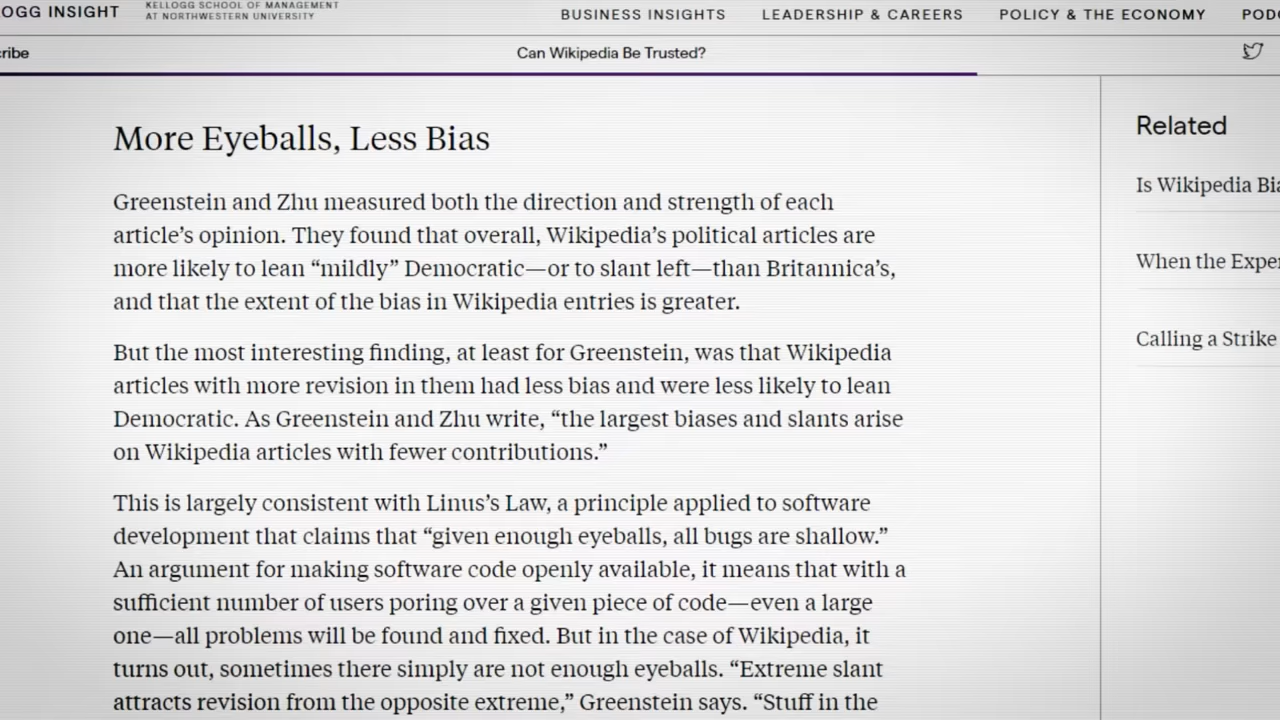 OGG INSIGHT
KELLOGG SCHOOL OF MANAGEMENT
AT NORTHWESTERN UNIVERSITY
BUSINESS INSIGHTS
LEADERSHIP & CAREERS
POLICY & THE ECONOMY
PODC
cribe
Can Wikipedia Be Trusted?
More Eyeballs, Less Bias
Greenstein and Zhu measured both the direction and strength of each
article’s opinion. They found that overall, Wikipedia’s political articles are
more likely to lean “mildly” Democratic—or to slant left—than Britannica’s,
and that the extent of the bias in Wikipedia entries is greater.
But the most interesting finding, at least for Greenstein, was that Wikipedia
articles with more revision in them had less bias and were less likely to lean
Democratic. As Greenstein and Zhu write, “the largest biases and slants arise
on Wikipedia articles with fewer contributions.”
This is largely consistent with Linus’s Law, a principle applied to software
development that claims that “given enough eyeballs, all bugs are shallow.”
An argument for making software code openly available, it means that with a
sufficient number of users poring over a given piece of code—even a large
one—all problems will be found and fixed. But in the case of Wikipedia, it
turns out, sometimes there simply are not enough eyeballs. “Extreme slant
attracts revision from the opposite extreme,” Greenstein says. “Stuff in the
Related
Is Wikipedia Bia
When the Exper
Calling a Strike